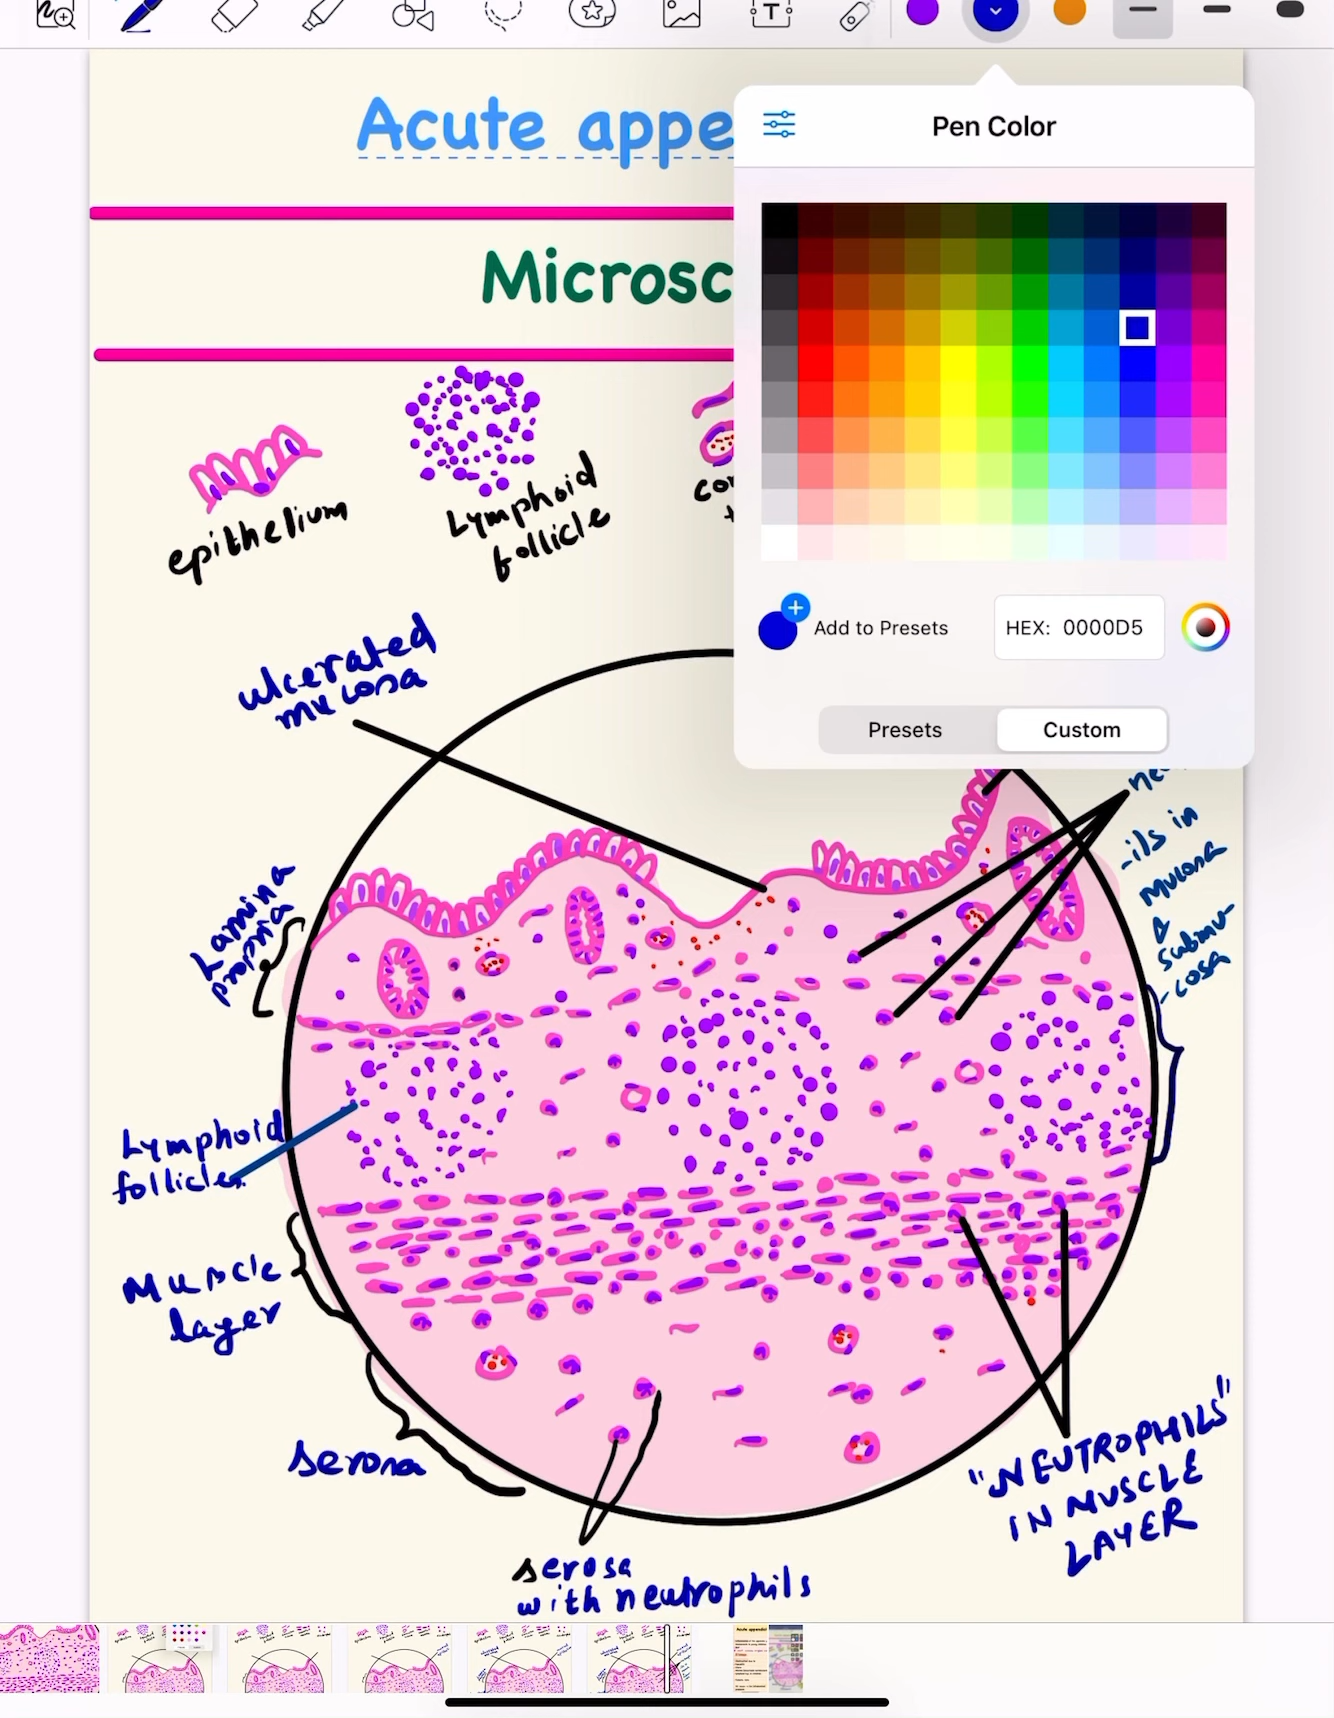 Pen Color
Acute appe
Microsc
epithelium
Lymphoid
follicle
Add to Presets
HEX: 0000D5
Presets
Custom
ulcerated
mucosa
-ils in
mucosa
&
submu-
-cosa
Lamina
propria
Lymphoid
follicle
Muscle
layer
serosa
"NEUTROPHILS"
IN MUSCLE
LAYER
serosa
with neutrophils